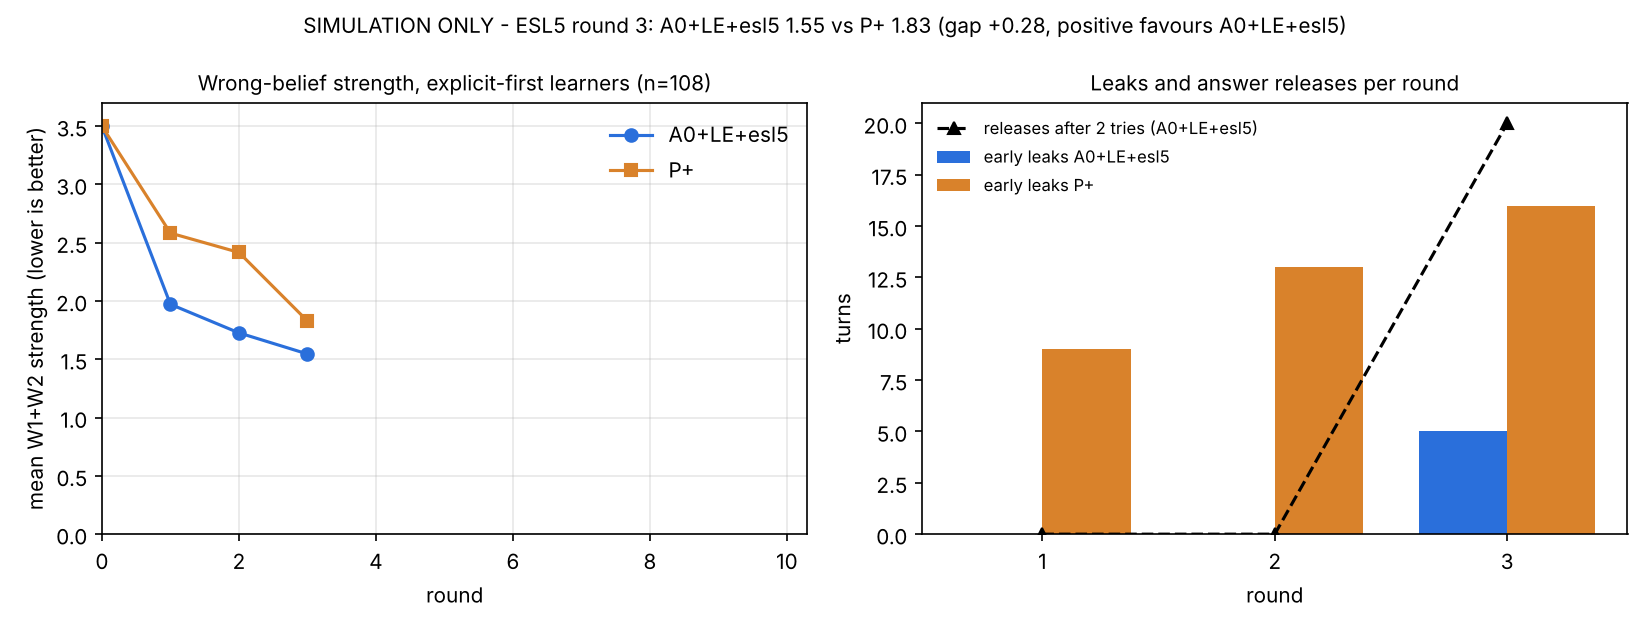 SIMULATION ONLY - ESL5 round 3: A0+LE+esl5 1.55 vs P+ 1.83 (gap +0.28, positive favours A0+LE+esl5)
Wrong-belief strength, explicit-first learners (n=108)
mean W1+W2 strength (lower is better)
3.5
3.0
2.5
2.0
1.5
1.0
0.5
0.0
A0+LE+esl5
P+
0
2
4
6
8
10
round
Leaks and answer releases per round
turns
20.0
17.5
15.0
12.5
10.0
7.5
5.0
2.5
0.0
releases after 2 tries (A0+LE+esl5)
early leaks A0+LE+esl5
early leaks P+
1
2
3
round